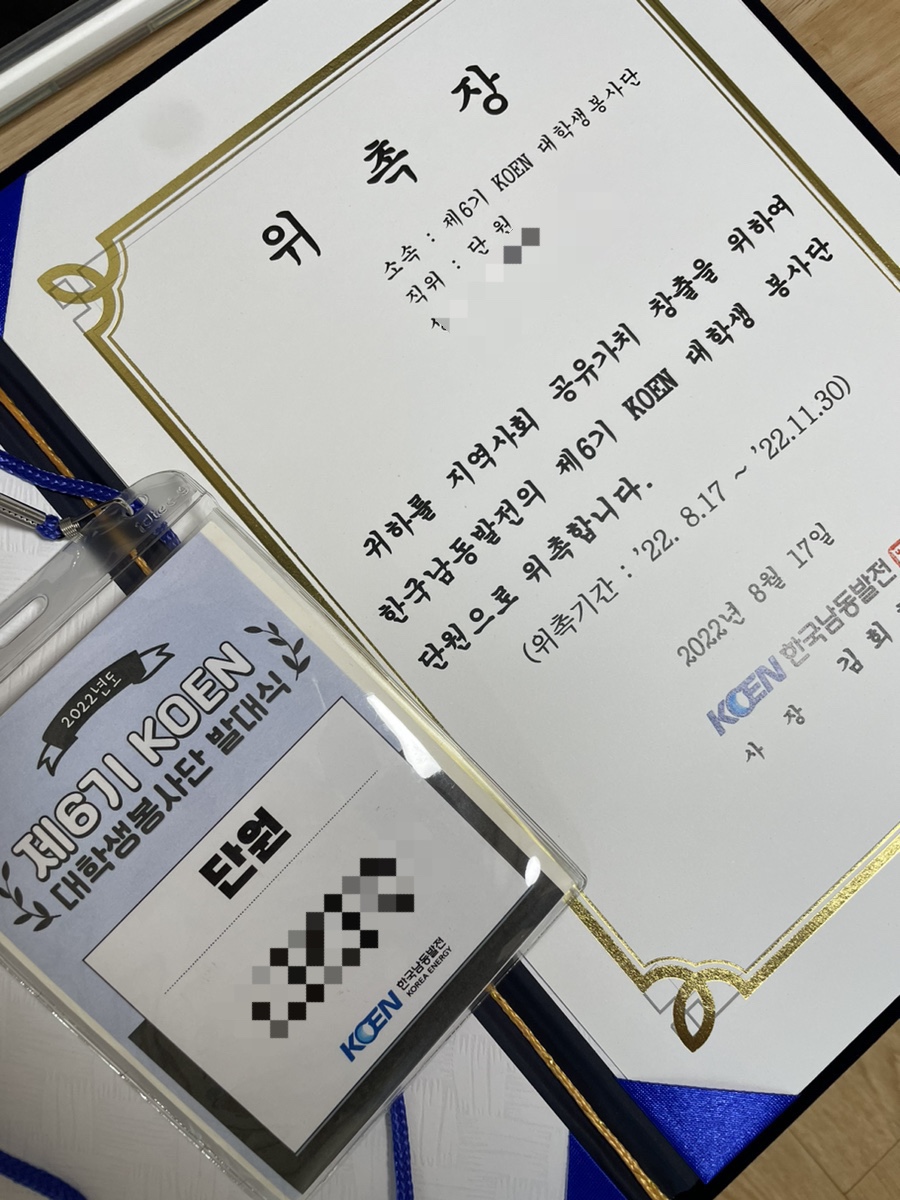 위 촉 장
소속 : 제6기 KOEN 대학생봉사단
직위 : 단 원
귀하를 지역사회 공유가치 창출을 위하여
한국남동발전의 제6기 KOEN 대학생 봉사단
단원으로 위촉합니다.
(위촉기간 : '22. 8.17 ~ '22.11.30)
2022년 8월 17일
KOEN 한국남동발전
사 장 김 회
2022년도
제6기 KOEN
대학생봉사단 발대식
단원
KOEN 한국남동발전
KOREA ENERGY